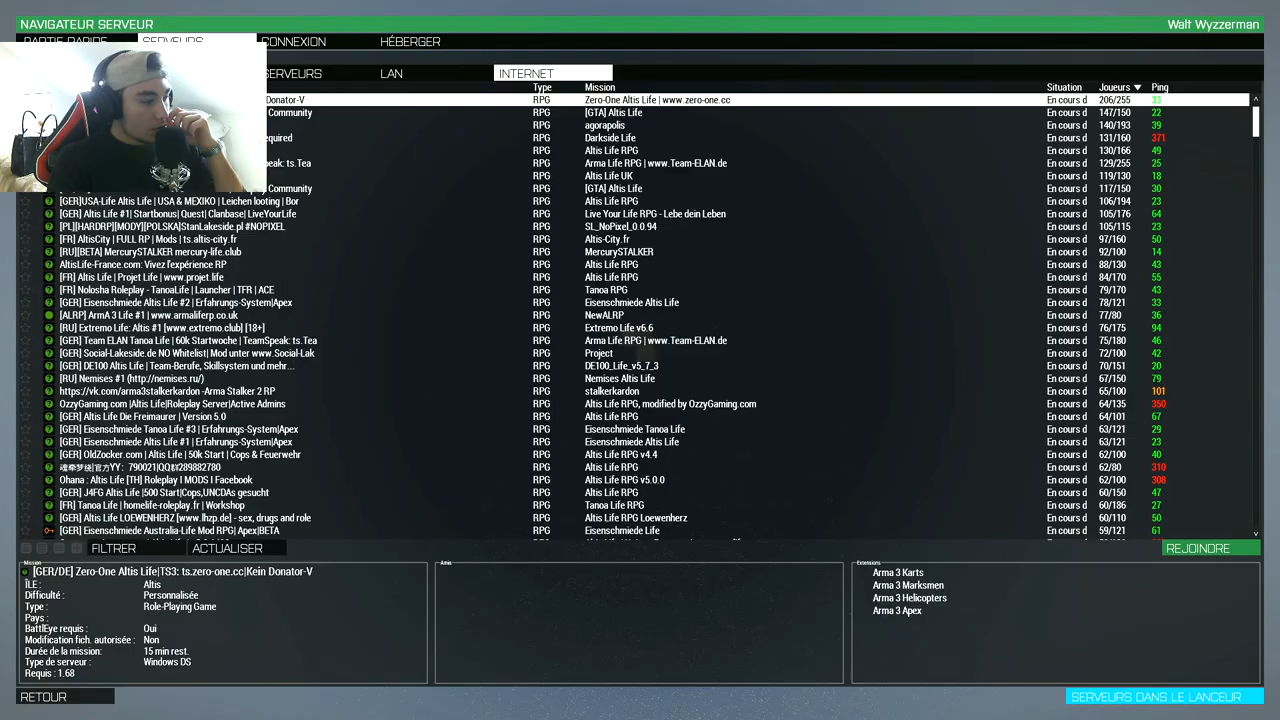 NAVIGATEUR SERVEUR Walt Wyzzerman
PARTIE RAPIDE SERVEURS CONNEXION HÉBERGER
SERVEURS LAN INTERNET
Type Mission Situation Joueurs Ping
Donator-V RPG Zero-One Altis Life | www.zero-one.cc En cours d 206/255 33
Community RPG [GTA] Altis Life En cours d 147/150 22
RPG agorapolis En cours d 140/193 39
equired RPG Darkside Life En cours d 131/160 371
RPG Altis Life RPG En cours d 130/166 49
peak: ts.Tea RPG Arma Life RPG | www.Team-ELAN.de En cours d 129/255 25
RPG Altis Life UK En cours d 119/130 18
Community RPG [GTA] Altis Life En cours d 117/150 30
[GER]USA-Life Altis Life | USA & MEXIKO | Leichen looting | Bor RPG Altis Life RPG En cours d 106/194 23
[GER] Altis Life #1| Startbonus| Quest| Clanbase| LiveYourLife RPG Live Your Life RPG - Lebe dein Leben En cours d 105/176 64
[PL][HARDRP][MODY][POLSKA]StanLakeside.pl #NOPIXEL RPG SL_NoPixel_0.0.94 En cours d 105/115 23
[FR] AltisCity | FULL RP | Mods | ts.altis-city.fr RPG Altis-City.fr En cours d 97/160 50
[RU][BETA] MercurySTALKER mercury-life.club RPG MercurySTALKER En cours d 92/100 14
AltisLife-France.com: Vivez l'expérience RP RPG Altis Life RPG En cours d 88/130 43
[FR] Altis Life | Projet Life | www.projet.life RPG Altis Life RPG En cours d 84/170 55
[FR] Nolosha Roleplay - TanoaLife | Launcher | TFR | ACE RPG Tanoa RPG En cours d 79/170 43
[GER] Eisenschmiede Altis Life #2 | Erfahrungs-System|Apex RPG Eisenschmiede Altis Life En cours d 78/121 33
[ALRP] ArmA 3 Life #1 | www.armaliferp.co.uk RPG NewALRP En cours d 77/80 36
[RU] Extremo Life: Altis #1 [www.extremo.club] [18+] RPG Extremo Life v6.6 En cours d 76/175 94
[GER] Team ELAN Tanoa Life | 60k Startwoche | TeamSpeak: ts.Tea RPG Arma Life RPG | www.Team-ELAN.de En cours d 75/180 46
[GER] Social-Lakeside.de NO Whitelist| Mod unter www.Social-Lak RPG Project En cours d 72/100 42
[GER] DE100 Altis Life | Team-Berufe, Skillsystem und mehr... RPG DE100_Life_v5_7_3 En cours d 70/151 20
[RU] Nemises #1 (http://nemises.ru/) RPG Nemises Altis Life En cours d 67/150 79
https://vk.com/arma3stalkerkardon -Arma Stalker 2 RP RPG stalkerkardon En cours d 65/100 101
OzzyGaming.com |Altis Life|Roleplay Server|Active Admins RPG Altis Life RPG, modified by OzzyGaming.com En cours d 64/135 350
[GER] Altis Life Die Freimaurer | Version 5.0 RPG Altis Life RPG En cours d 64/101 67
[GER] Eisenschmiede Tanoa Life #3 | Erfahrungs-System|Apex RPG Eisenschmiede Tanoa Life En cours d 63/121 29
[GER] Eisenschmiede Altis Life #1 | Erfahrungs-System|Apex RPG Eisenschmiede Altis Life En cours d 63/121 23
[GER] OldZocker.com | Altis Life | 50k Start | Cops & Feuerwehr RPG Altis Life RPG v4.4 En cours d 62/100 40
魂牵梦绕|官方YY：790021|QQ群289882780 RPG Altis Life RPG En cours d 62/80 310
Ohana : Altis Life [TH] Roleplay I MODS I Facebook RPG Altis Life RPG v5.0.0 En cours d 62/100 308
[GER] J4FG Altis Life |500 Start|Cops,UNCDAs gesucht RPG Altis Life RPG En cours d 60/150 47
[FR] Tanoa Life | homelife-roleplay.fr | Workshop RPG Tanoa Life RPG En cours d 60/186 27
[GER] Altis Life LOEWENHERZ [www.lhzp.de] - sex, drugs and role RPG Altis Life RPG Loewenherz En cours d 60/110 50
[GER] Eisenschmiede Australia-Life Mod RPG| Apex|BETA RPG Eisenschmiede Life En cours d 59/121 61
FILTRER ACTUALISER REJOINDRE
Mission Amis Extensions
[GER/DE] Zero-One Altis Life|TS3: ts.zero-one.cc|Kein Donator-V Arma 3 Karts
ÎLE : Altis Arma 3 Marksmen
Difficulté : Personnalisée Arma 3 Helicopters
Type : Role-Playing Game Arma 3 Apex
Pays :
BattlEye requis : Oui
Modification fich. autorisée : Non
Durée de la mission: 15 min rest.
Type de serveur : Windows DS
Requis : 1.68
RETOUR SERVEURS DANS LE LANCEUR